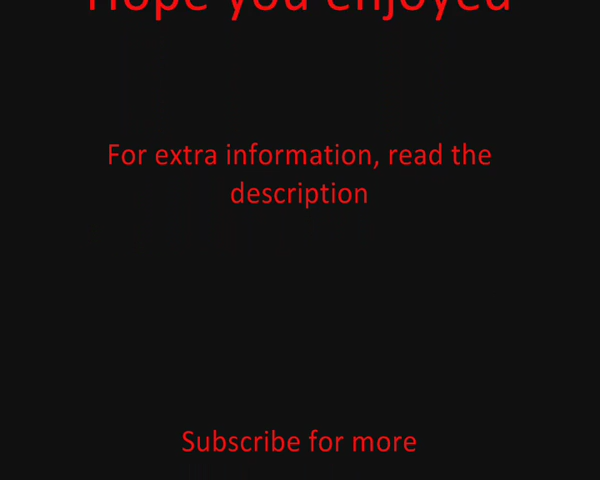 Hope you enjoyed
For extra information, read the
description
Subscribe for more